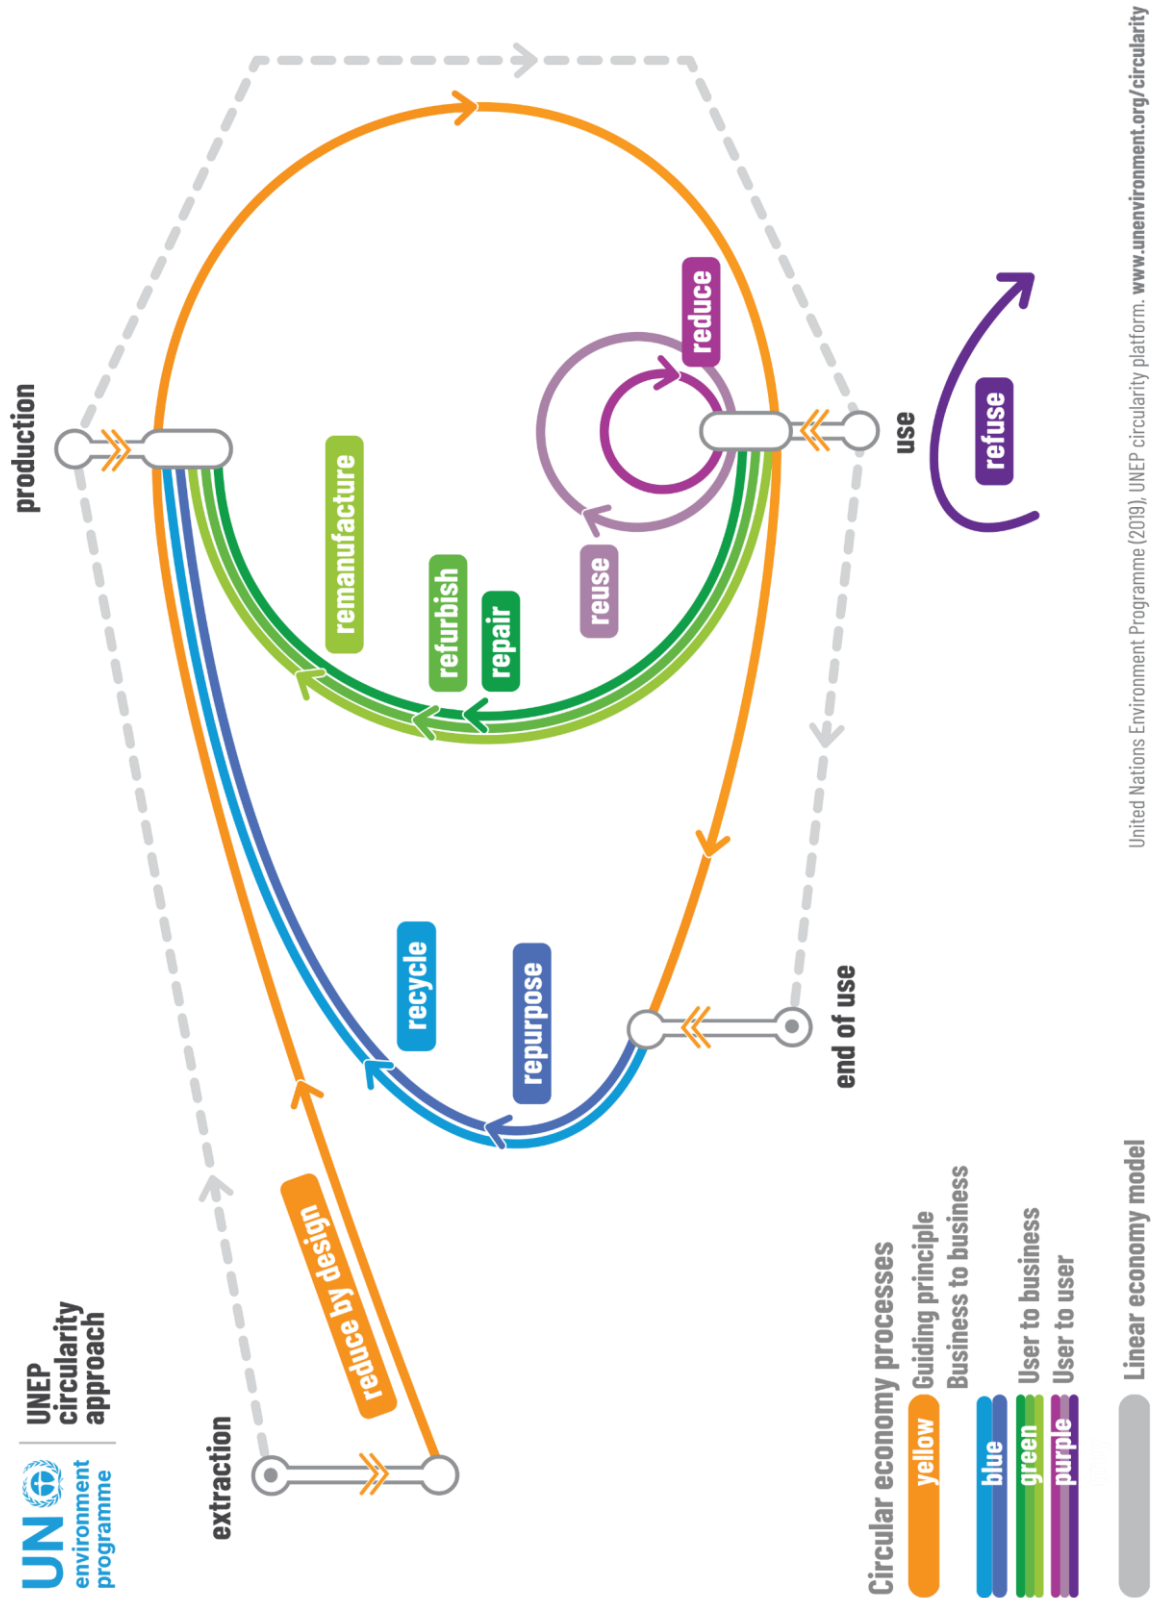 UN
environment
programme
UNEP
circularity
approach
extraction
production
use
end of use
reduce by design
recycle
repurpose
remanufacture
refurbish
repair
reuse
reduce
refuse
Circular economy processes
yellow
Guiding principle
blue
Business to business
green
User to business
purple
User to user
Linear economy model
United Nations Environment Programme (2019), UNEP circularity platform. www.unenvironment.org/circularity